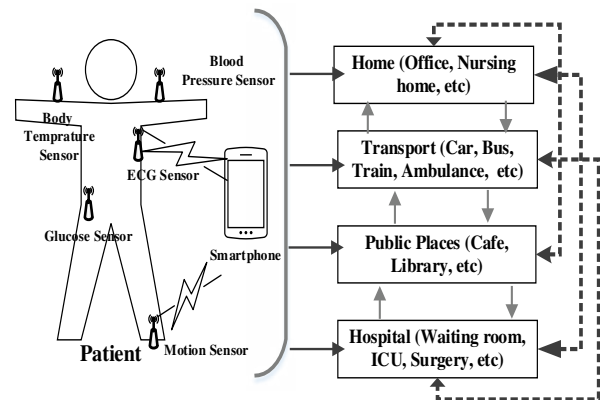 Blood
Pressure Sensor
Body
Temprature
Sensor
ECG Sensor
Glucose Sensor
Smartphone
Motion Sensor
Patient
Home (Office, Nursing
home, etc)
Transport (Car, Bus,
Train, Ambulance, etc)
Public Places (Cafe,
Library, etc)
Hospital (Waiting room,
ICU, Surgery, etc)